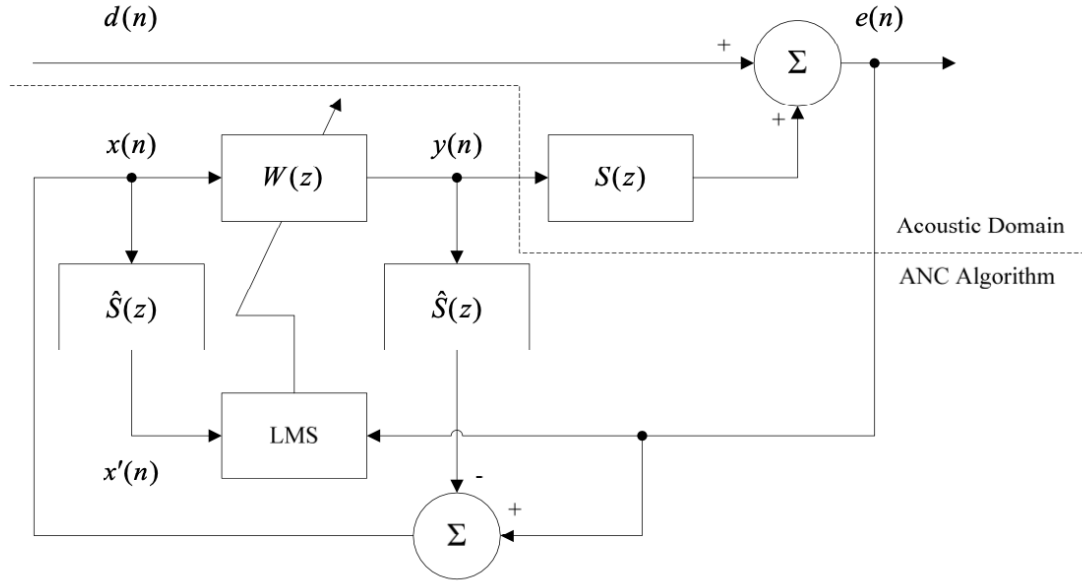 d(n)
e(n)
+
Σ
+
x(n)
y(n)
W(z)
S(z)
Acoustic Domain
ANC Algorithm
Ŝ(z)
Ŝ(z)
LMS
x′(n)
-
+
Σ